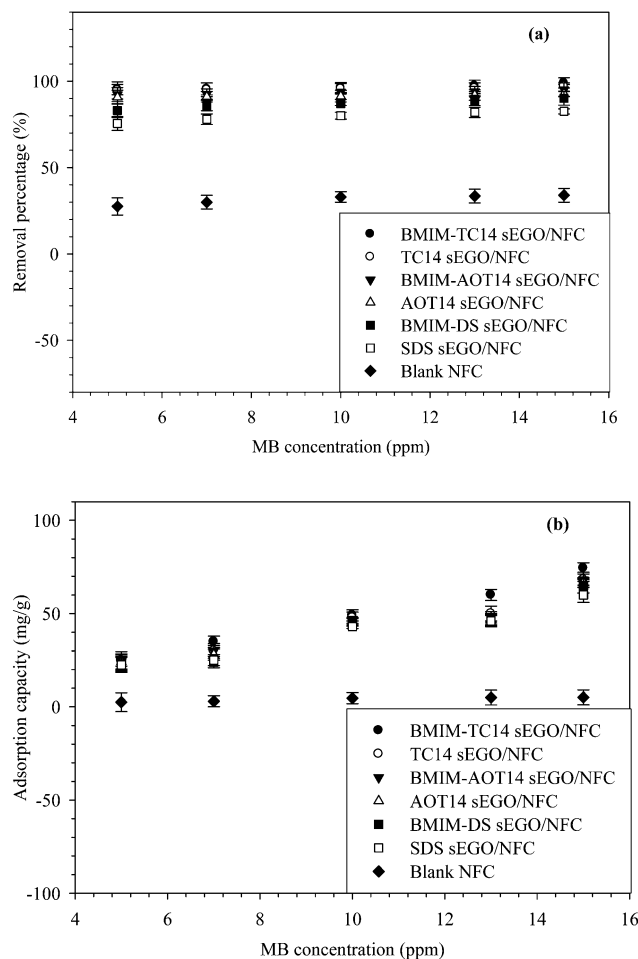 (a)
100
50
0
-50
Removal percentage (%)
BMIM-TC14 sEGO/NFC
TC14 sEGO/NFC
BMIM-AOT14 sEGO/NFC
AOT14 sEGO/NFC
BMIM-DS sEGO/NFC
SDS sEGO/NFC
Blank NFC
4 6 8 10 12 14 16
MB concentration (ppm)
(b)
100
50
0
-50
-100
Adsorption capacity (mg/g)
BMIM-TC14 sEGO/NFC
TC14 sEGO/NFC
BMIM-AOT14 sEGO/NFC
AOT14 sEGO/NFC
BMIM-DS sEGO/NFC
SDS sEGO/NFC
Blank NFC
4 6 8 10 12 14 16
MB concentration (ppm)